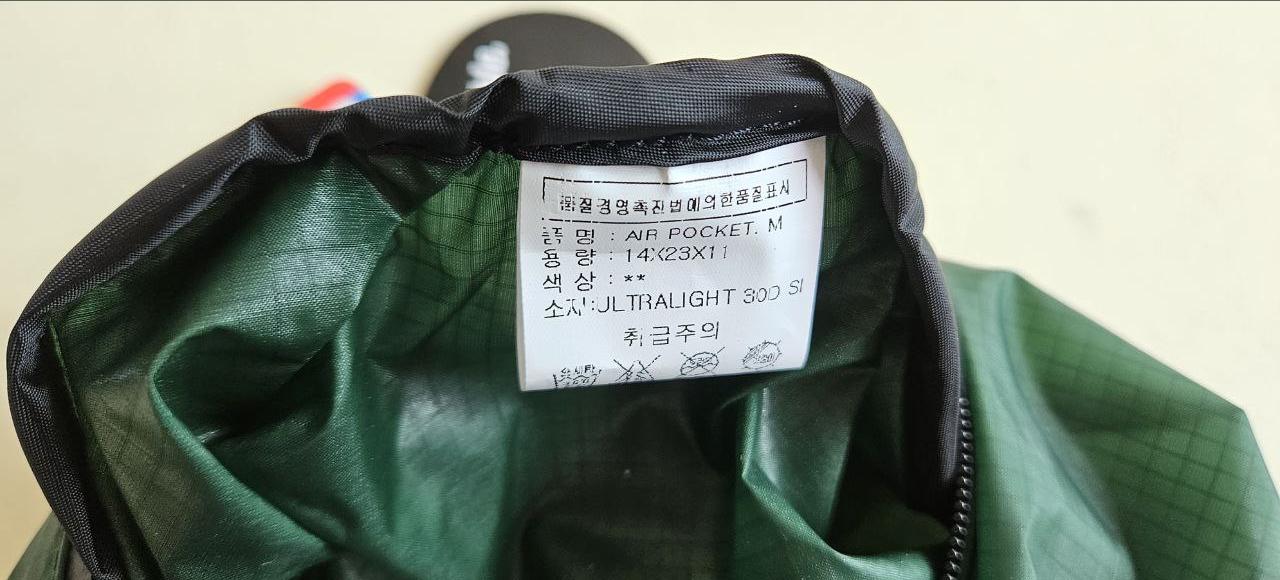 품질경영촉진법에의한품질표시
품 명 : AIR POCKET. M
용 량 : 14X23X11
색 상 : **
소재:ULTRALIGHT 30D SI
취급주의